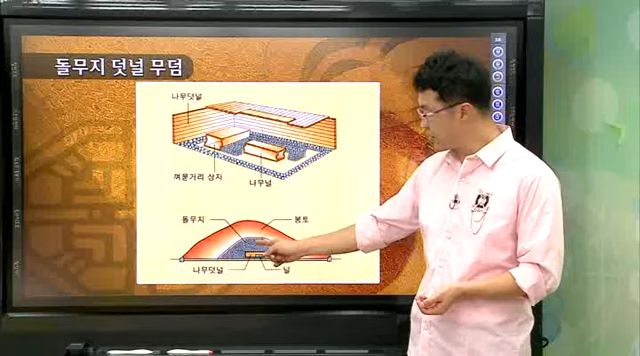 돌무지 덧널 무덤
나무덧널
껴묻거리 상자
나무널
돌무지
봉토
나무덧널
널